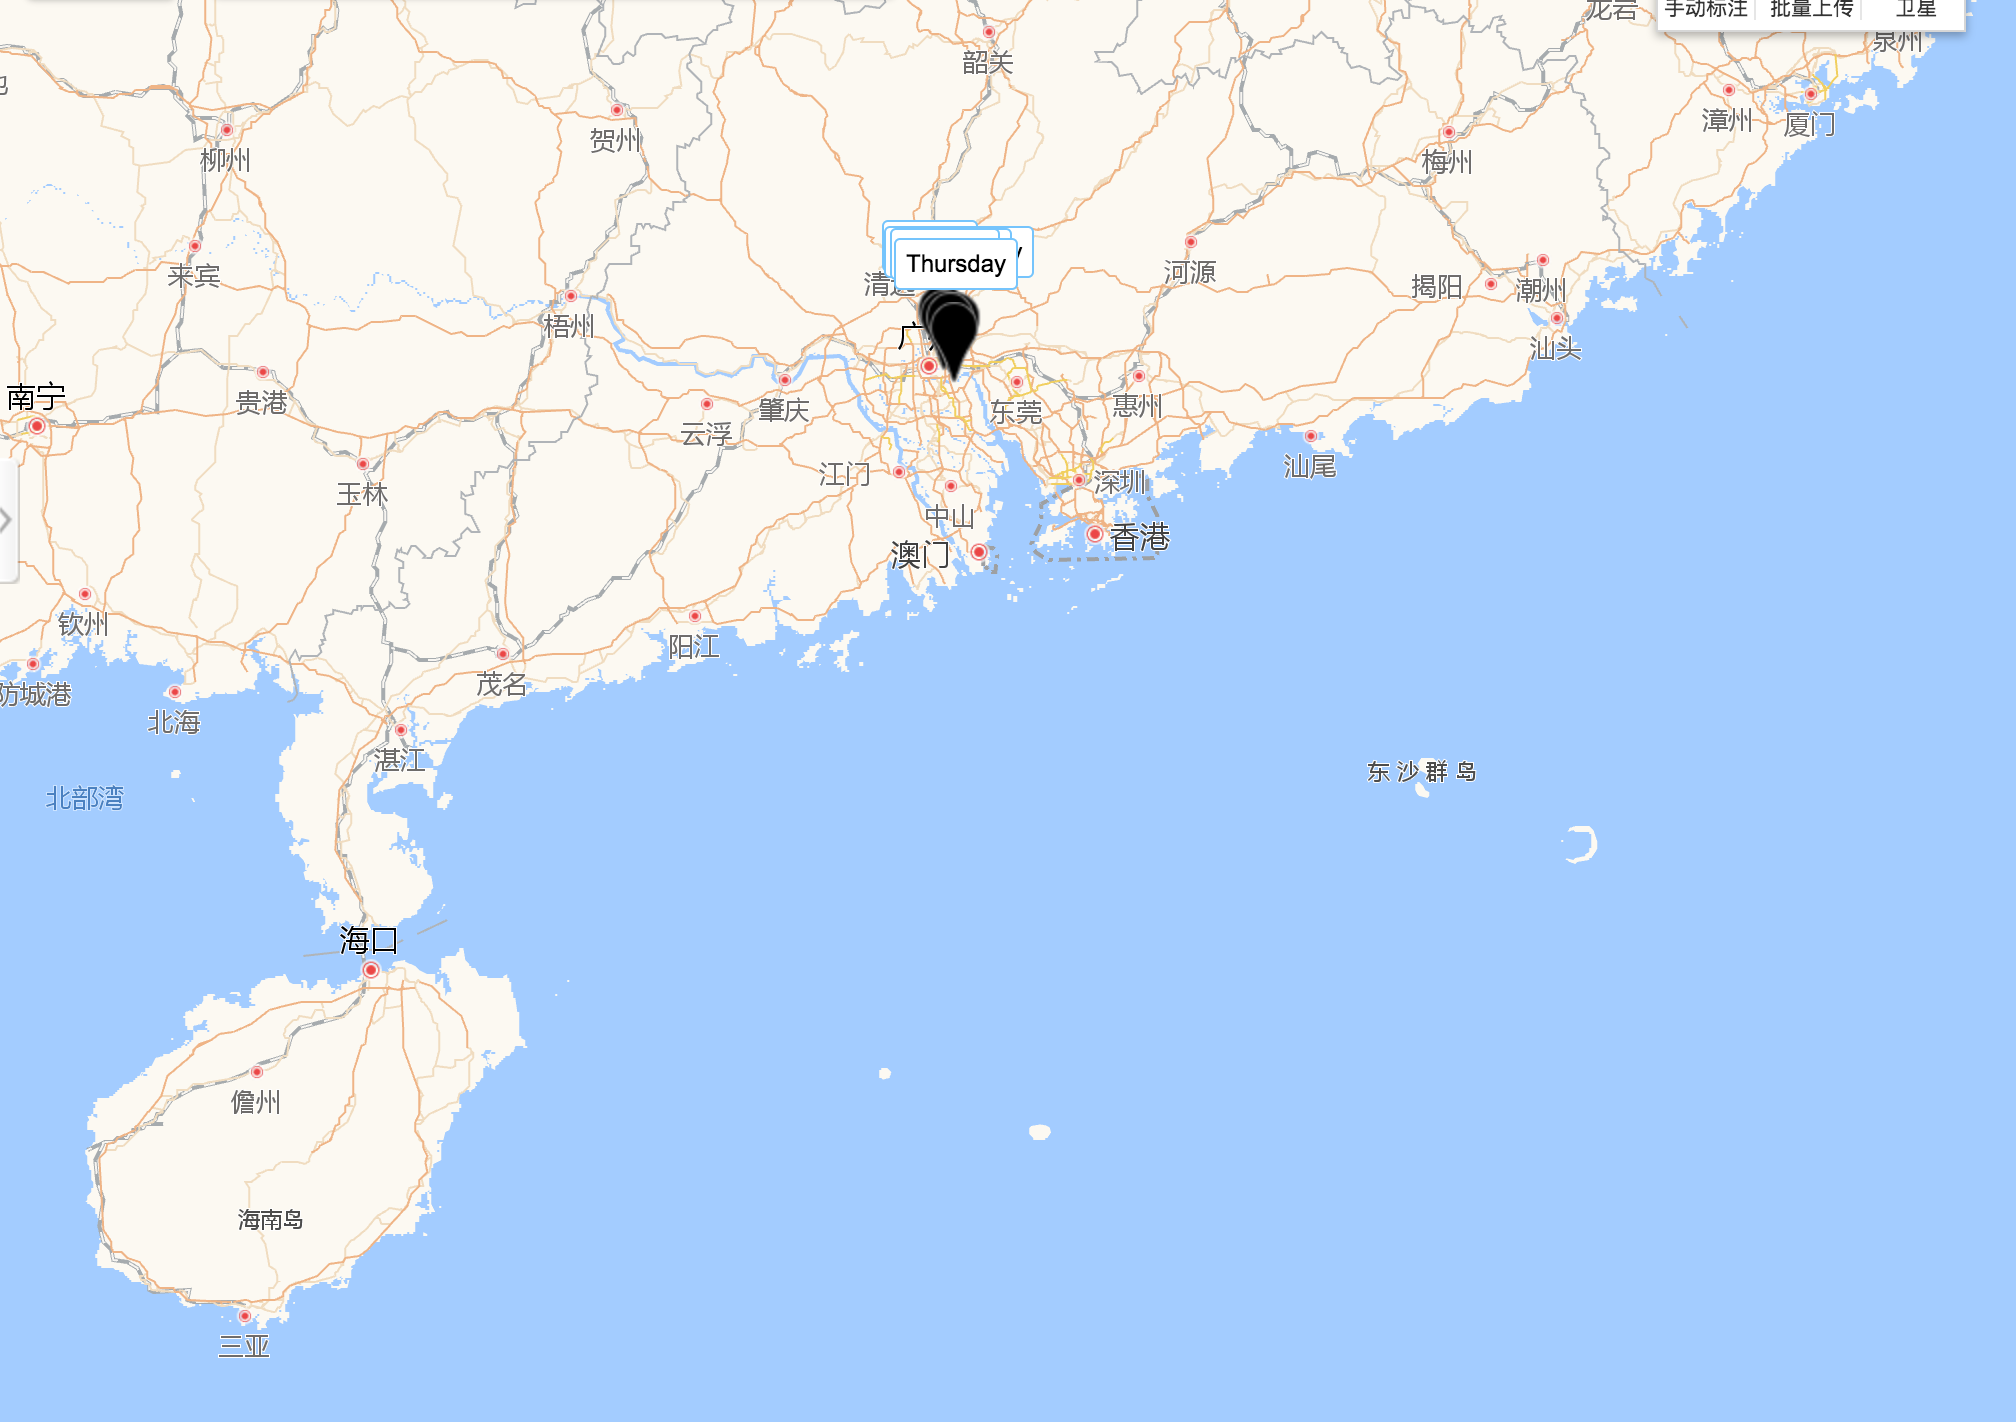 手动标注 批量上传 卫星
龙岩
泉州
韶关
漳州
厦门
贺州
梅州
柳州
来宾
清远
Thursday
河源
揭阳
潮州
梧州
汕头
南宁
贵港
云浮
肇庆
东莞
惠州
江门
深圳
汕尾
玉林
中山
香港
澳门
钦州
阳江
茂名
防城港
北海
湛江
北部湾
东沙群岛
海口
儋州
海南岛
三亚